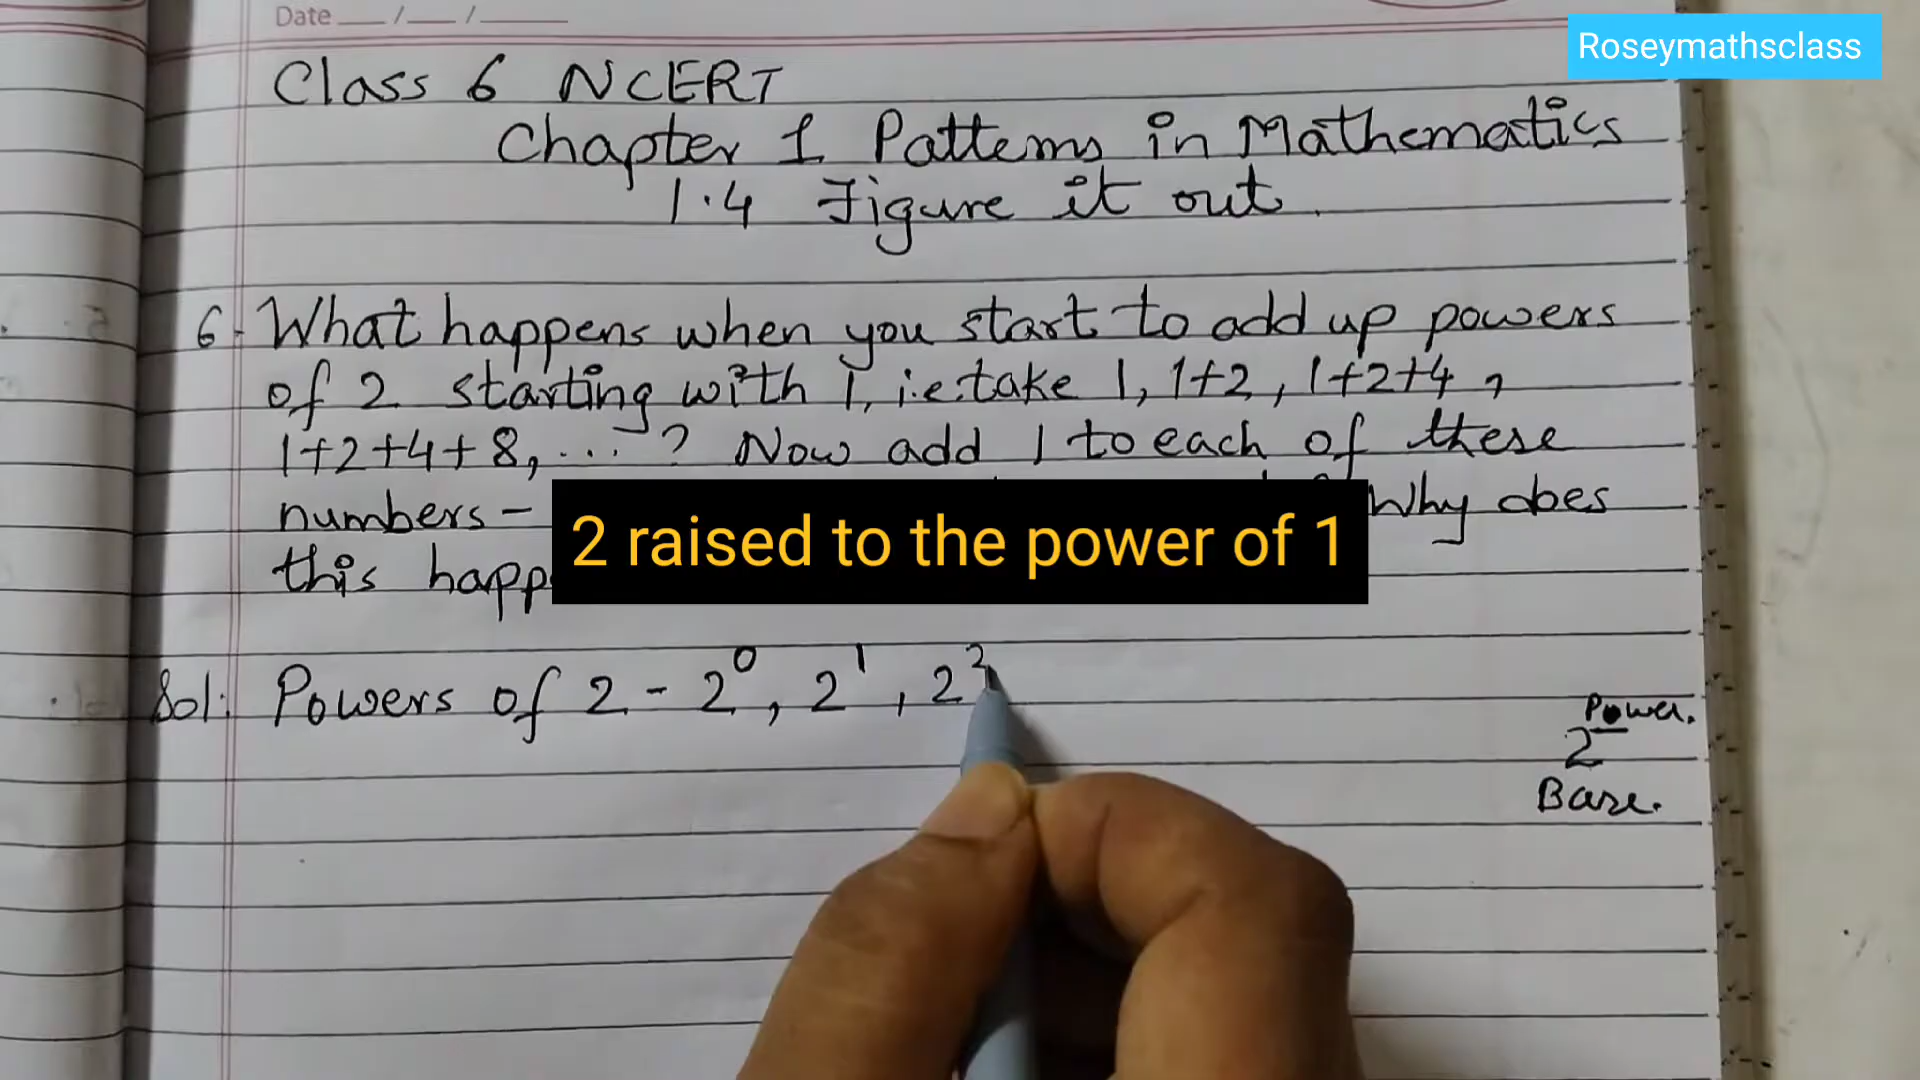 Date __/__/____
Roseymathsclass
Class 6 NCERT
Chapter 1 Patterns in Mathematics
1.4 Figure it out.
6. What happens when you start to add up powers
of 2 starting with 1, i.e. take 1, 1+2, 1+2+4,
1+2+4+8, ... ? Now add 1 to each of these
numbers – Why does
this happ
2 raised to the power of 1
Sol: Powers of 2 - 2⁰, 2¹, 2²
Power.
2
Base.